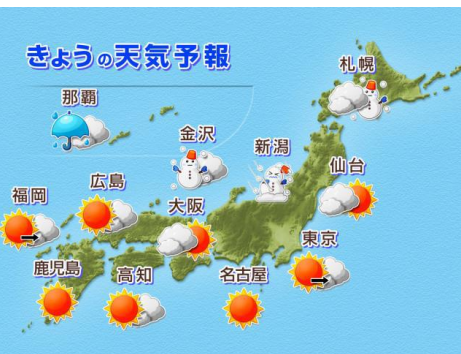 きょうの天気予報
札幌
那覇
金沢
新潟
仙台
広島
福岡
大阪
東京
鹿児島
高知
名古屋